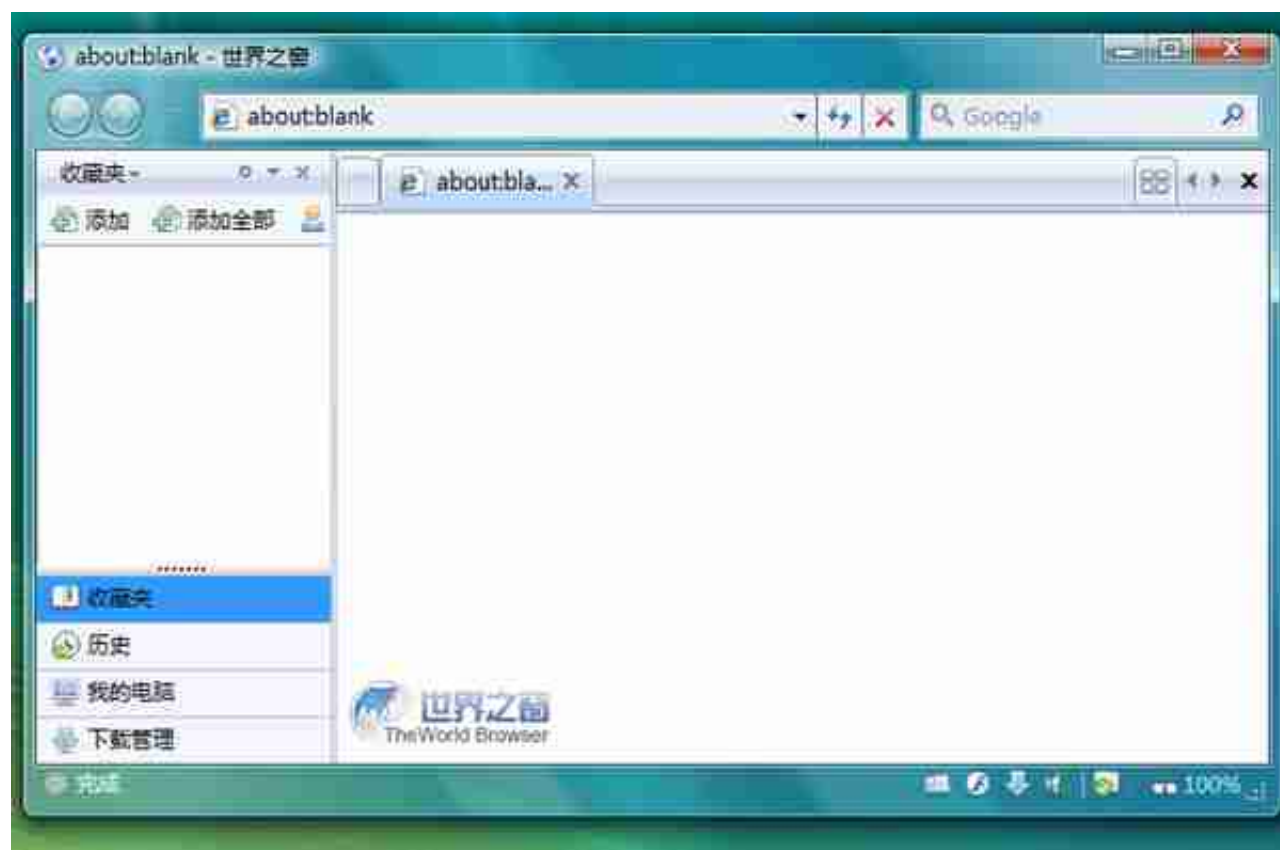 about:blank - 世界之窗
about:blank
Google
收藏夹
about:bla...
添加
添加全部
收藏夹
历史
我的电脑
下载管理
世界之窗
TheWorld Browser
完成
100%